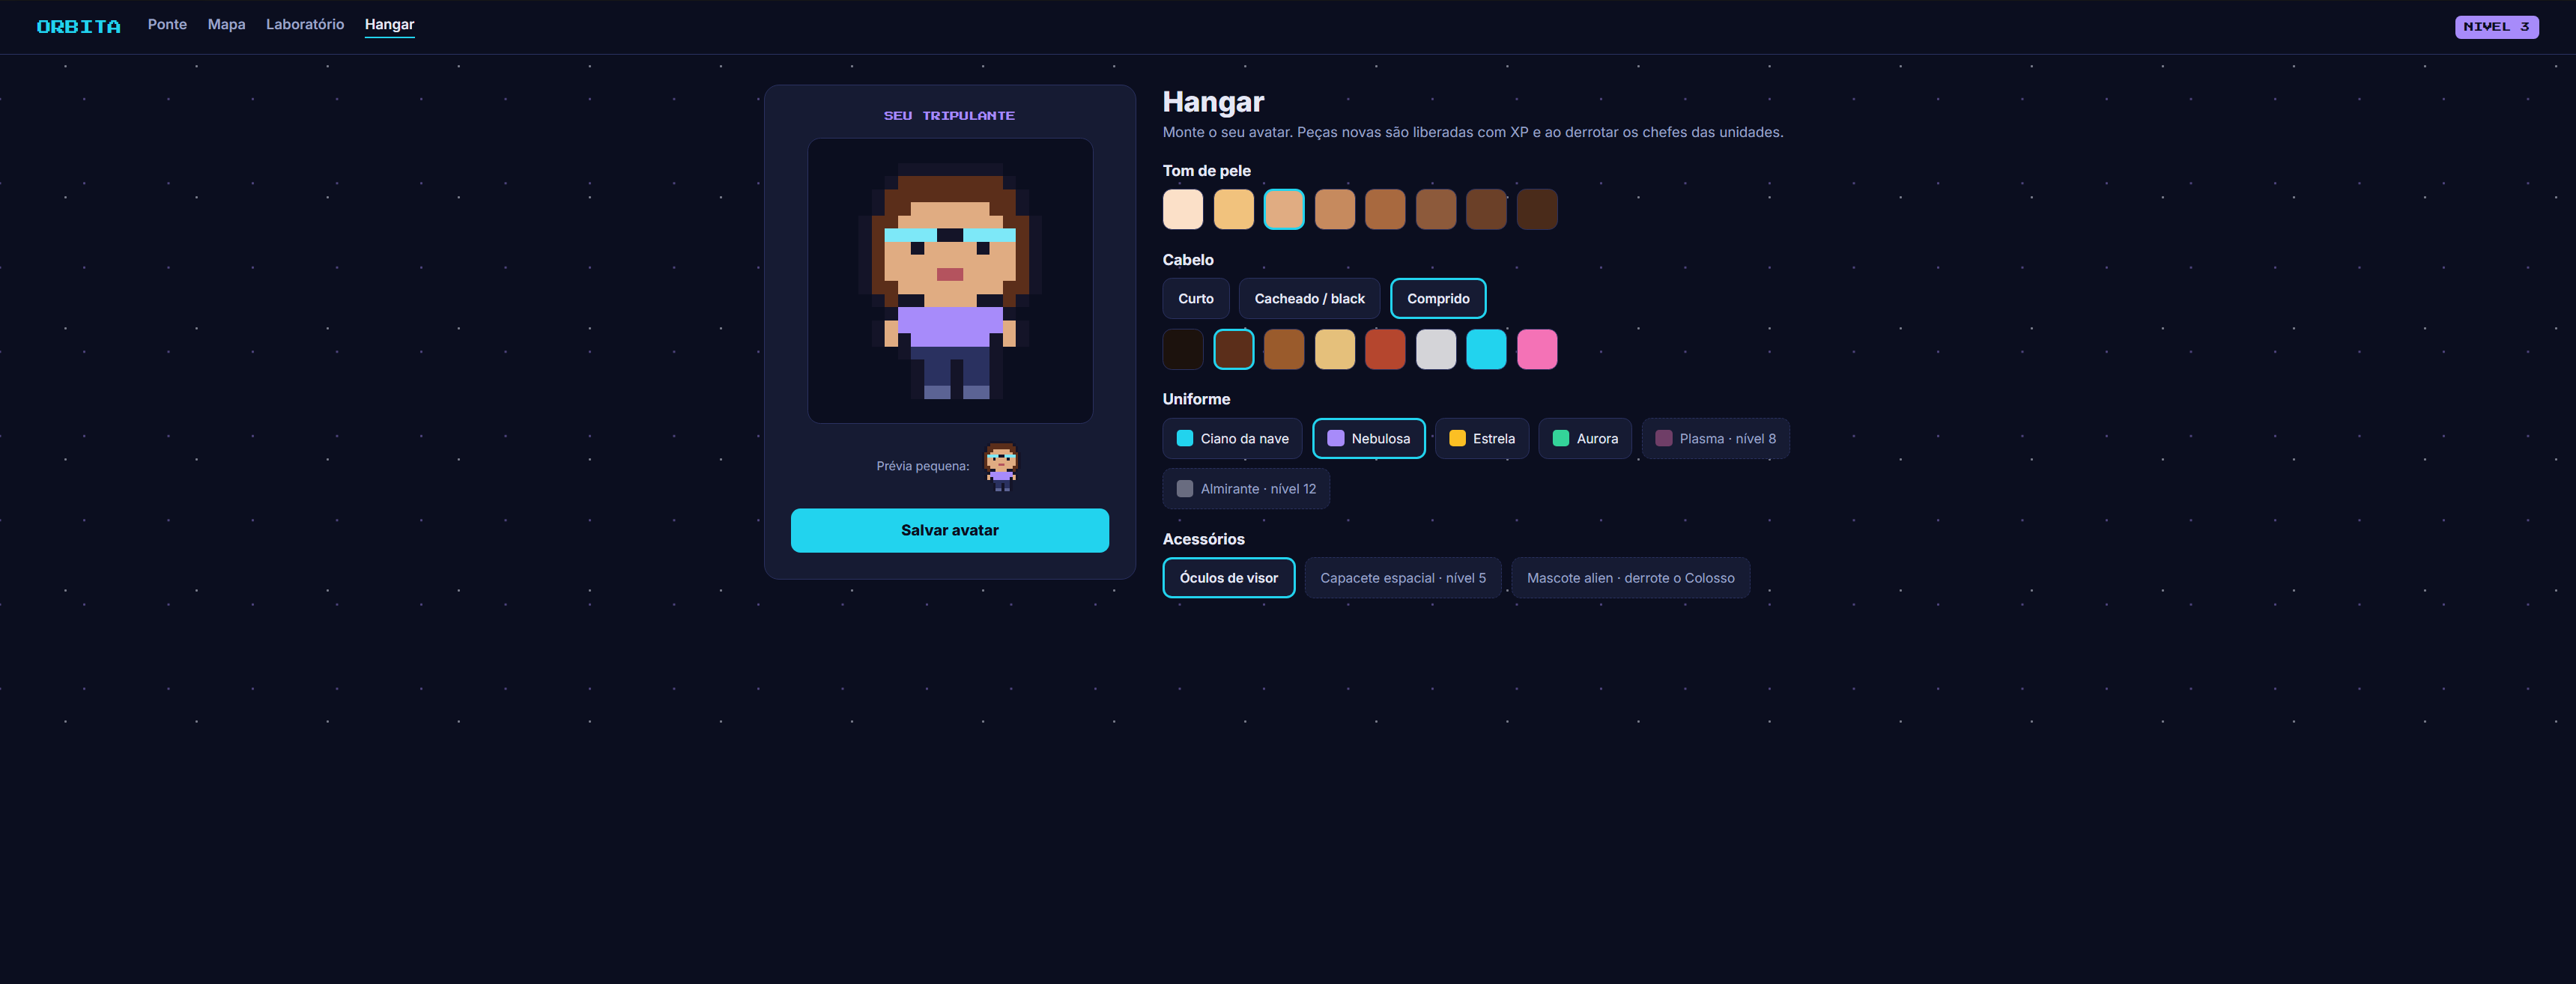 ORBITA Ponte Mapa Laboratório Hangar NIVEL 3
SEU TRIPULANTE
Prévia pequena:
Salvar avatar
Hangar
Monte o seu avatar. Peças novas são liberadas com XP e ao derrotar os chefes das unidades.
Tom de pele
Cabelo
Curto Cacheado / black Comprido
Uniforme
Ciano da nave Nebulosa Estrela Aurora Plasma · nível 8
Almirante · nível 12
Acessórios
Óculos de visor Capacete espacial · nível 5 Mascote alien · derrote o Colosso